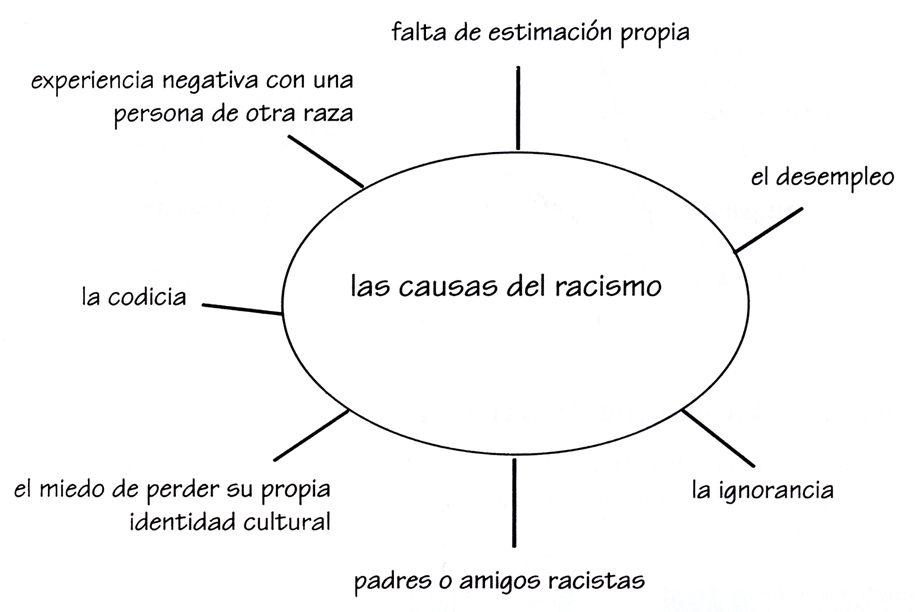 falta de estimación propia
experiencia negativa con una
persona de otra raza
el desempleo
las causas del racismo
la codicia
el miedo de perder su propia
identidad cultural
la ignorancia
padres o amigos racistas